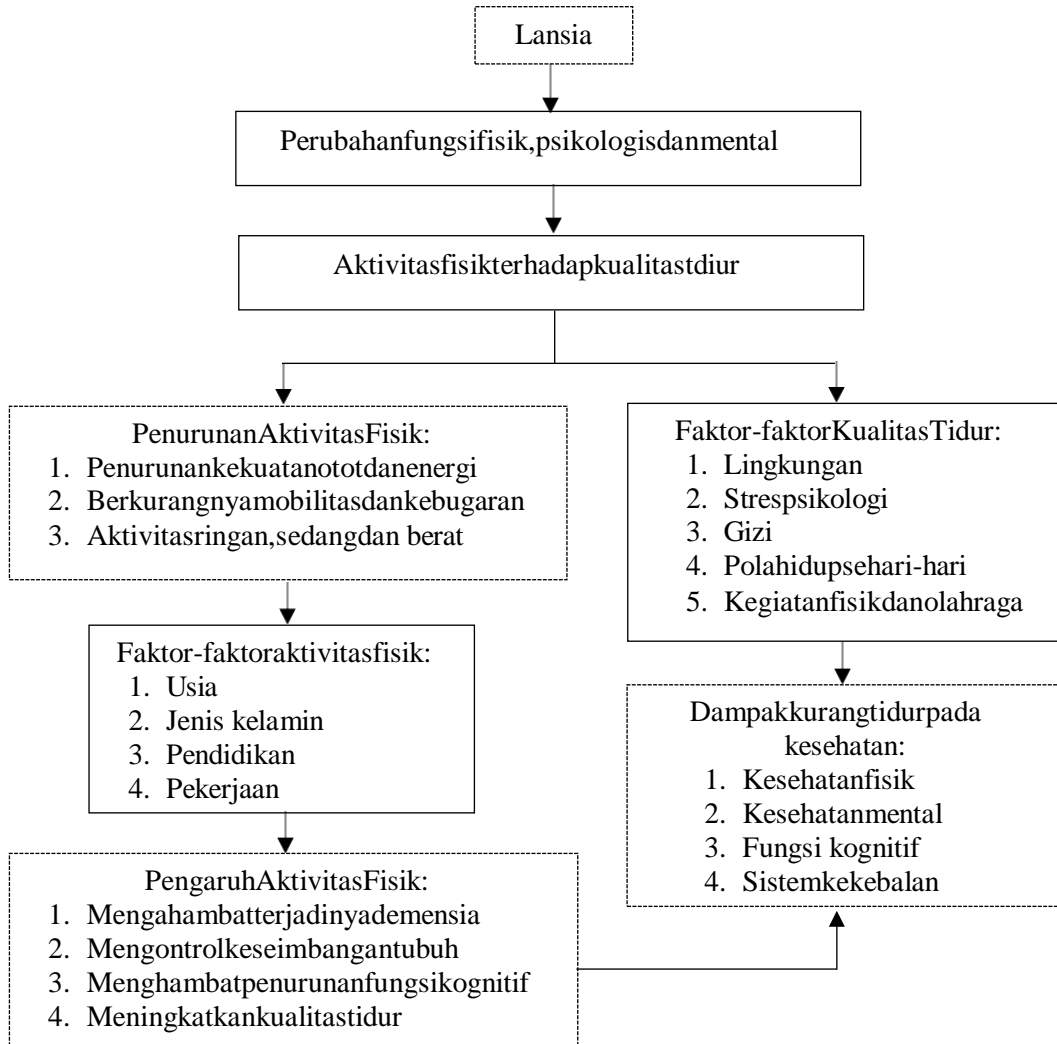 Lansia
Perubahanfungsifisik,psikologisdanmental
Aktivitasfisikterhadapkualitastdiur
PenurunanAktivitasFisik:
1. Penurunankekuatanototdanenergi
2. Berkurangnyamobilitasdankebugaran
3. Aktivitasringan,sedangdan berat
Faktor-faktoraktivitasfisik:
1. Usia
2. Jenis kelamin
3. Pendidikan
4. Pekerjaan
PengaruhAktivitasFisik:
1. Mengahambatterjadinyademensia
2. Mengontrolkeseimbangantubuh
3. Menghambatpenurunanfungsikognitif
4. Meningkatkankualitastidur
Faktor-faktorKualitasTidur:
1. Lingkungan
2. Strespsikologi
3. Gizi
4. Polahidupsehari-hari
5. Kegiatanfisikdanolahraga
Dampakkurangtidurpada
kesehatan:
1. Kesehatanfisik
2. Kesehatanmental
3. Fungsi kognitif
4. Sistemkekebalan